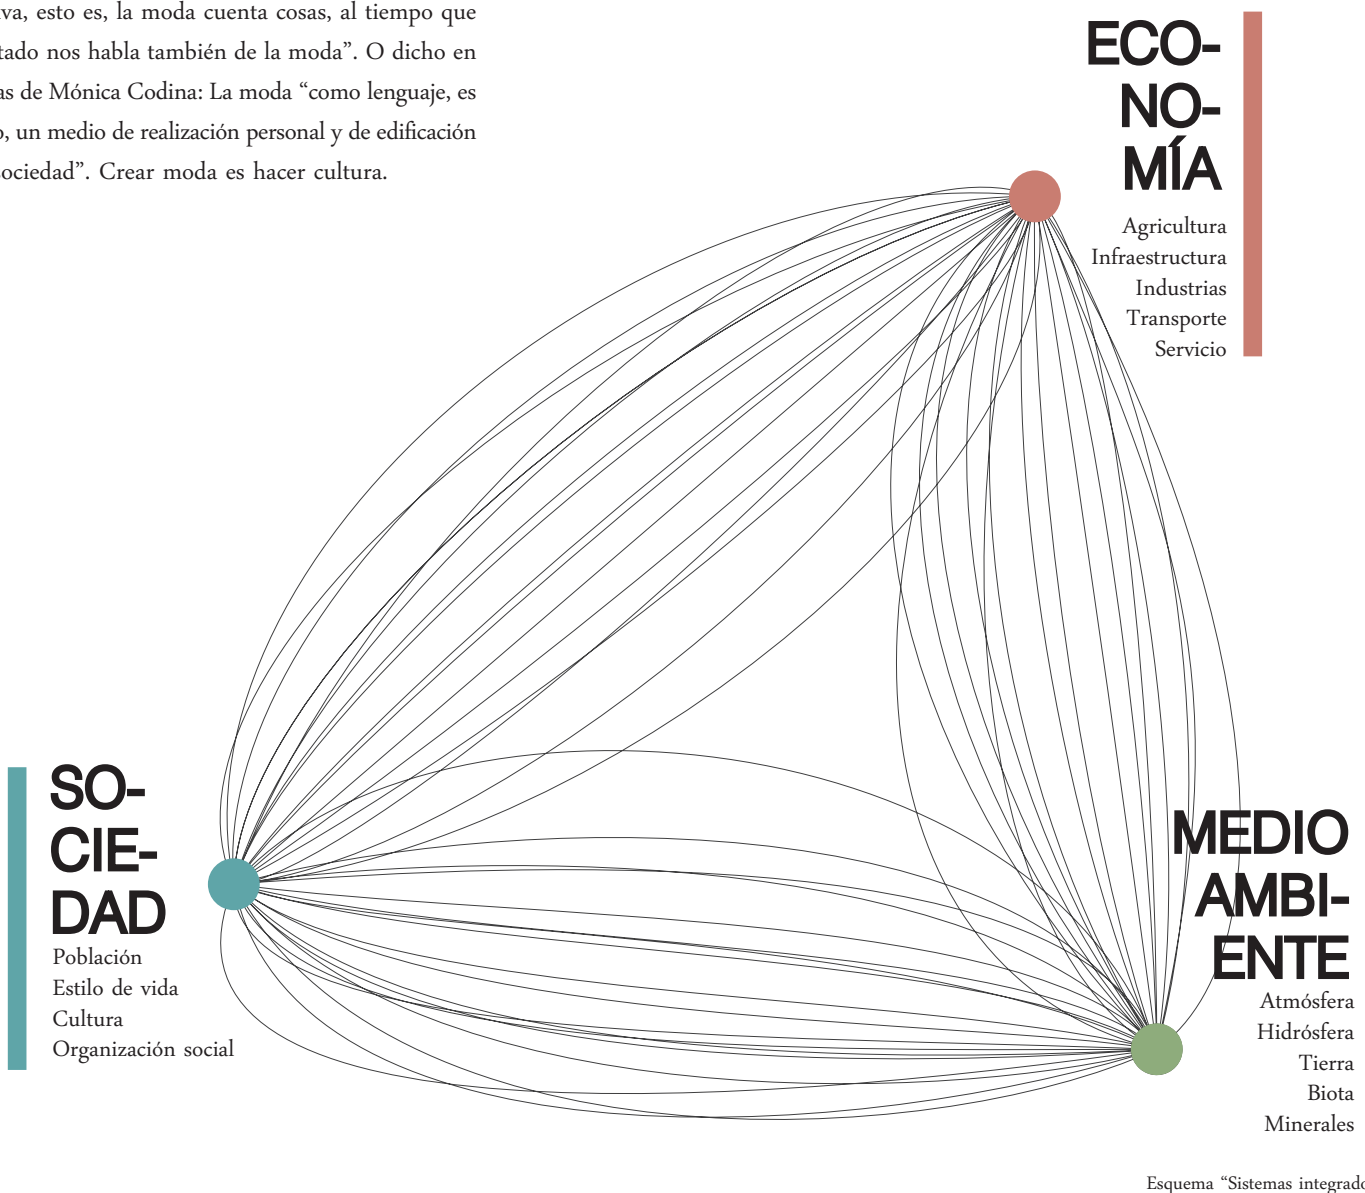 va, esto es, la moda cuenta cosas, al tiempo que
tado nos habla también de la moda”. O dicho en
as de Mónica Codina: La moda “como lenguaje, es
o, un medio de realización personal y de edificación
ociedad”. Crear moda es hacer cultura.
ECO-
NO-
MÍA
Agricultura
Infraestructura
Industrias
Transporte
Servicio
SO-
CIE-
DAD
Población
Estilo de vida
Cultura
Organización social
MEDIO
AMBI-
ENTE
Atmósfera
Hidrósfera
Tierra
Biota
Minerales
Esquema “Sistemas integrado